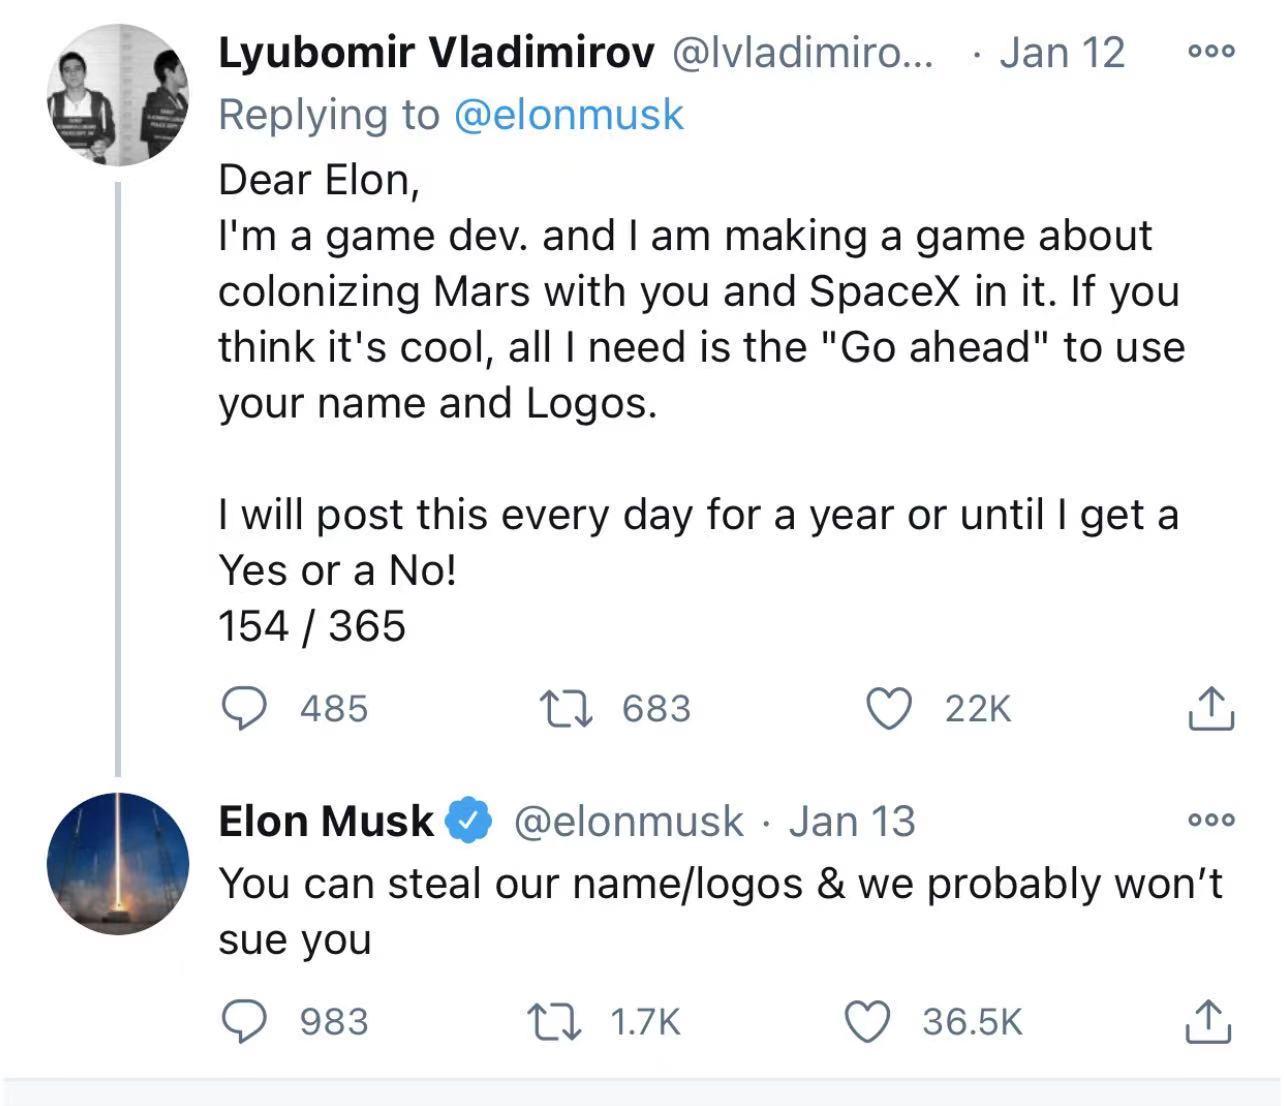 Lyubomir Vladimirov @lvladimiro... · Jan 12
Replying to @elonmusk
Dear Elon,
I'm a game dev. and I am making a game about
colonizing Mars with you and SpaceX in it. If you
think it's cool, all I need is the "Go ahead" to use
your name and Logos.
I will post this every day for a year or until I get a
Yes or a No!
154 / 365
485 683 22K
Elon Musk @elonmusk · Jan 13
You can steal our name/logos & we probably won’t
sue you
983 1.7K 36.5K